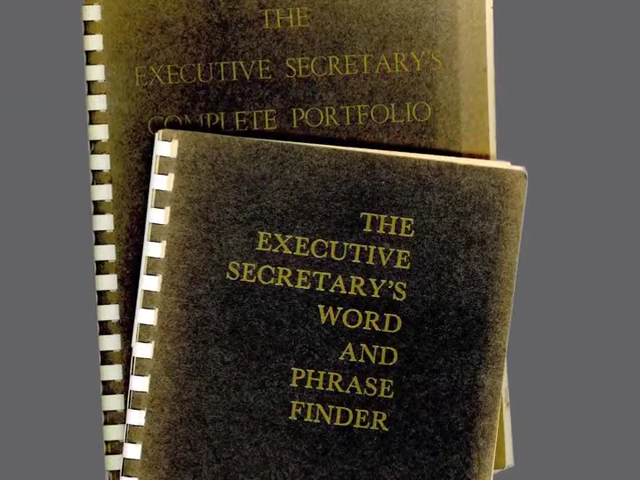 THE
EXECUTIVE SECRETARY'S
COMPLETE PORTFOLIO
THE
EXECUTIVE
SECRETARY'S
WORD
AND
PHRASE
FINDER